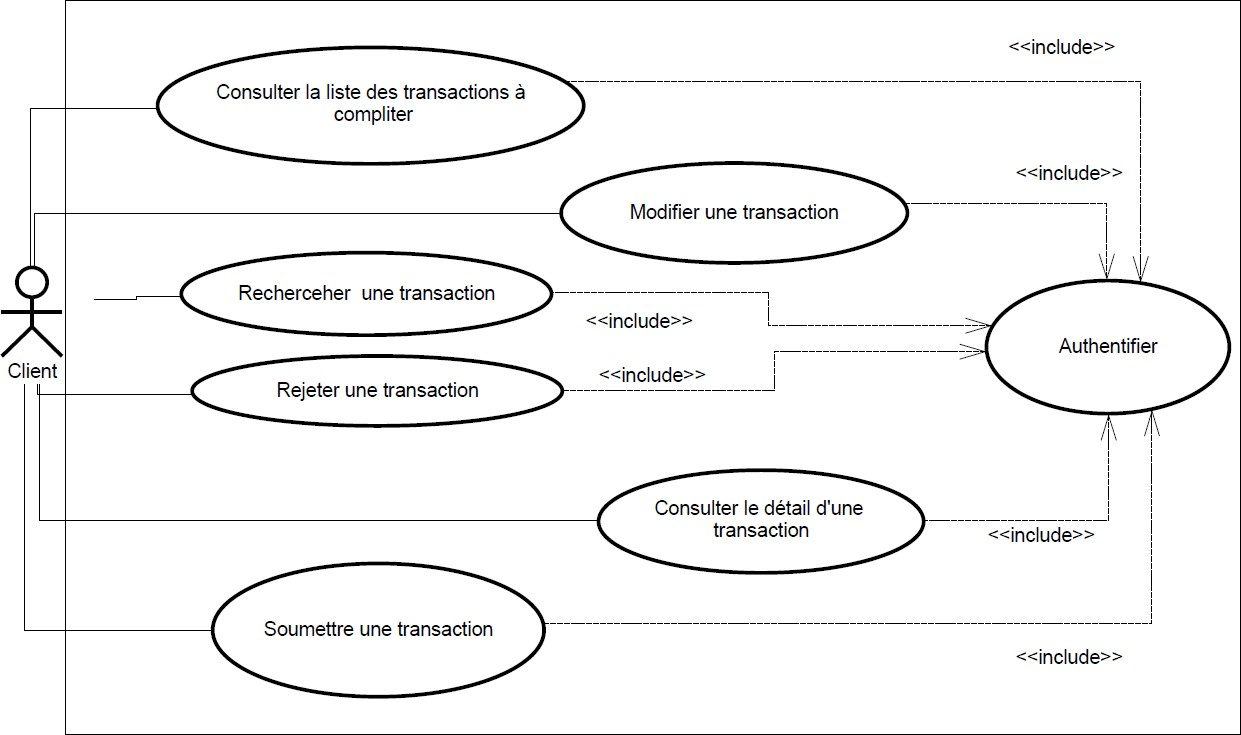 <<include>>
Consulter la liste des transactions à
compliter
<<include>>
Modifier une transaction
Recherceher  une transaction
<<include>>
Authentifier
Client
<<include>>
Rejeter une transaction
Consulter le détail d'une
transaction
<<include>>
Soumettre une transaction
<<include>>